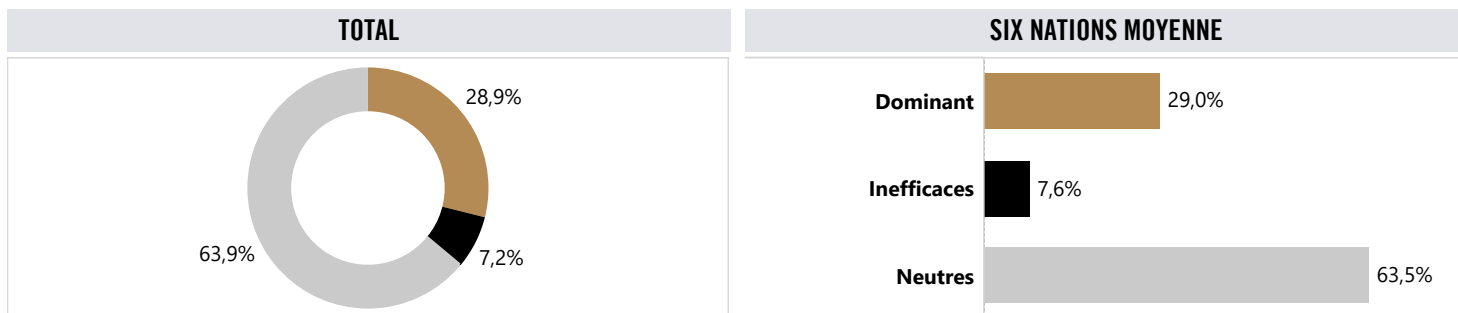 TOTAL
28,9%
63,9%
7,2%
SIX NATIONS MOYENNE
Dominant 29,0%
Inefficaces 7,6%
Neutres 63,5%